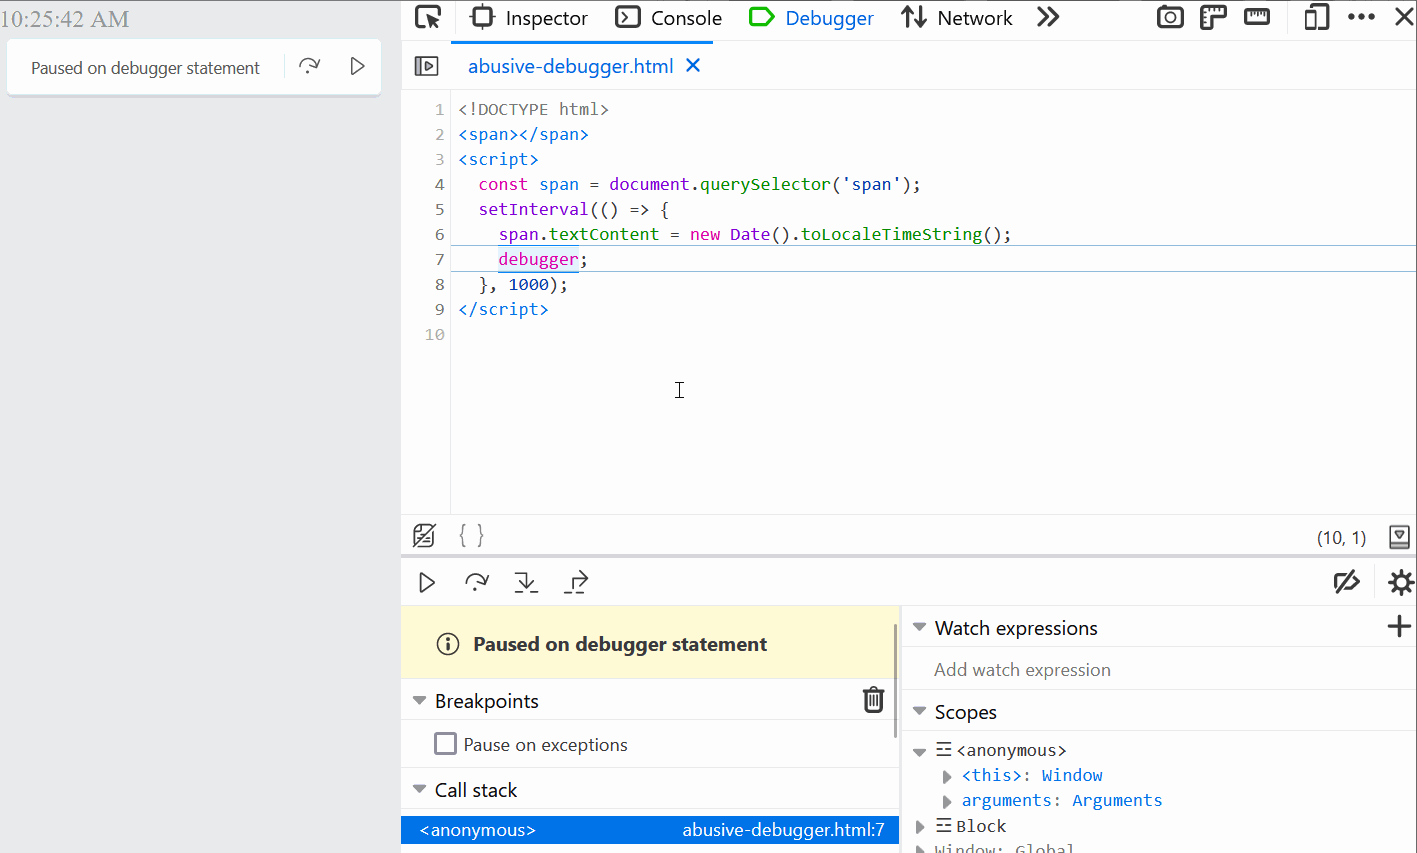 10:25:42 AM
Paused on debugger statement
Inspector Console Debugger Network
abusive-debugger.html
1 <!DOCTYPE html>
2 <span></span>
3 <script>
4 const span = document.querySelector('span');
5 setInterval(() => {
6 span.textContent = new Date().toLocaleTimeString();
7 debugger;
8 }, 1000);
9 </script>
10
{ } (10, 1)
Paused on debugger statement
Breakpoints
Pause on exceptions
Call stack
<anonymous> abusive-debugger.html:7
Watch expressions
Add watch expression
Scopes
<anonymous>
<this>: Window
arguments: Arguments
Block
Window: Global